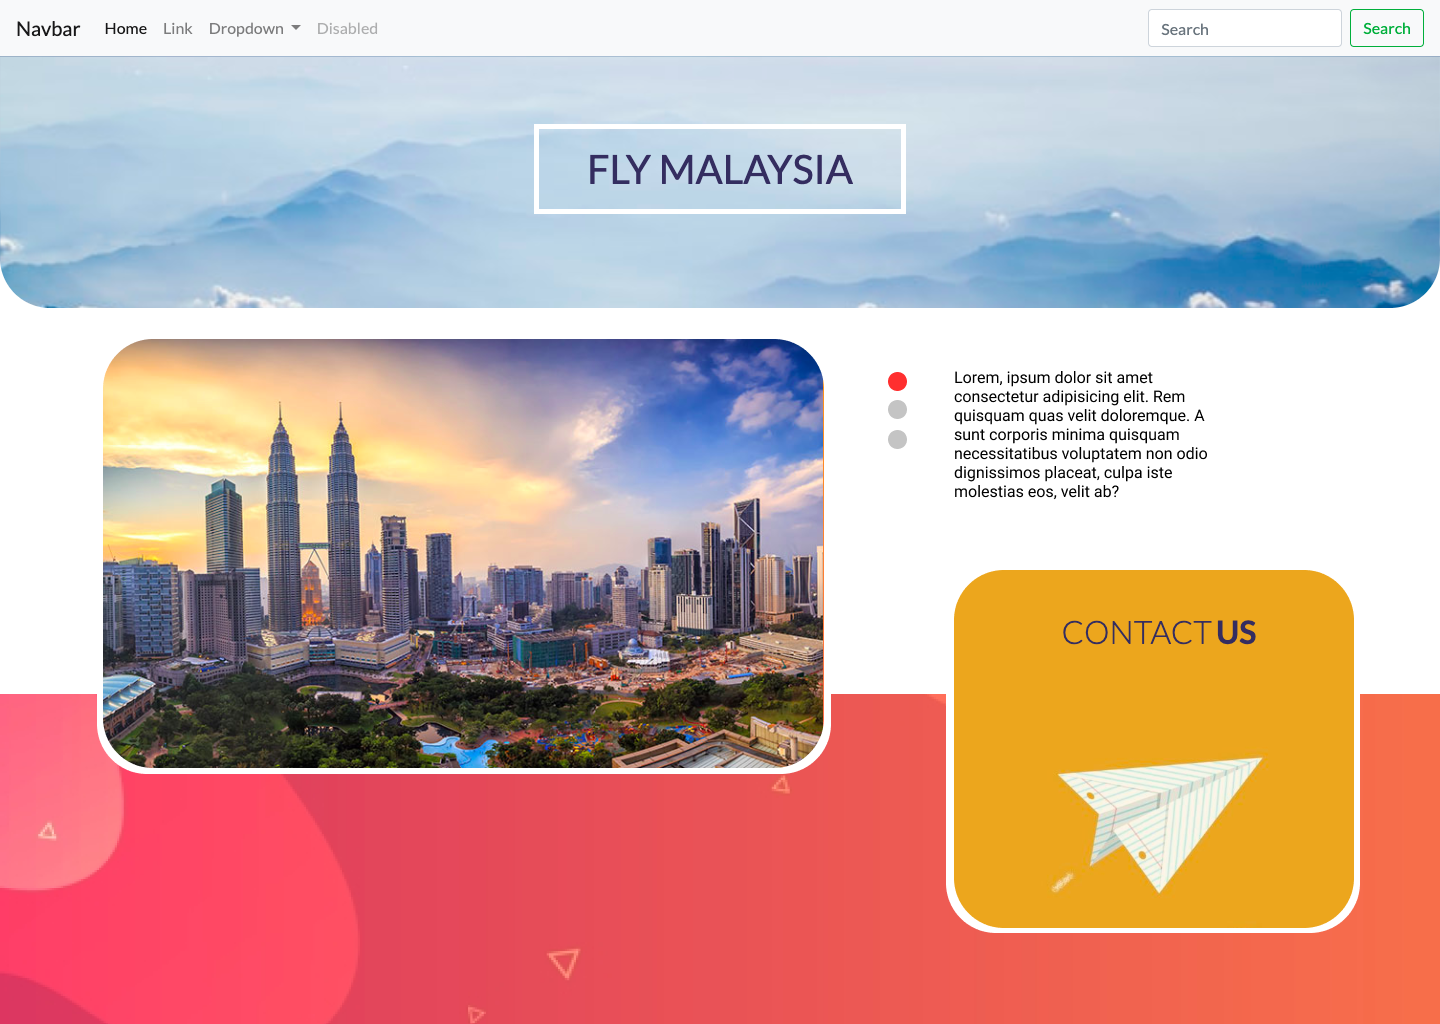 Navbar Home Link Dropdown Disabled Search Search
FLY MALAYSIA
Lorem, ipsum dolor sit amet
consectetur adipisicing elit. Rem
quisquam quas velit doloremque. A
sunt corporis minima quisquam
necessitatibus voluptatem non odio
dignissimos placeat, culpa iste
molestias eos, velit ab?
CONTACT US